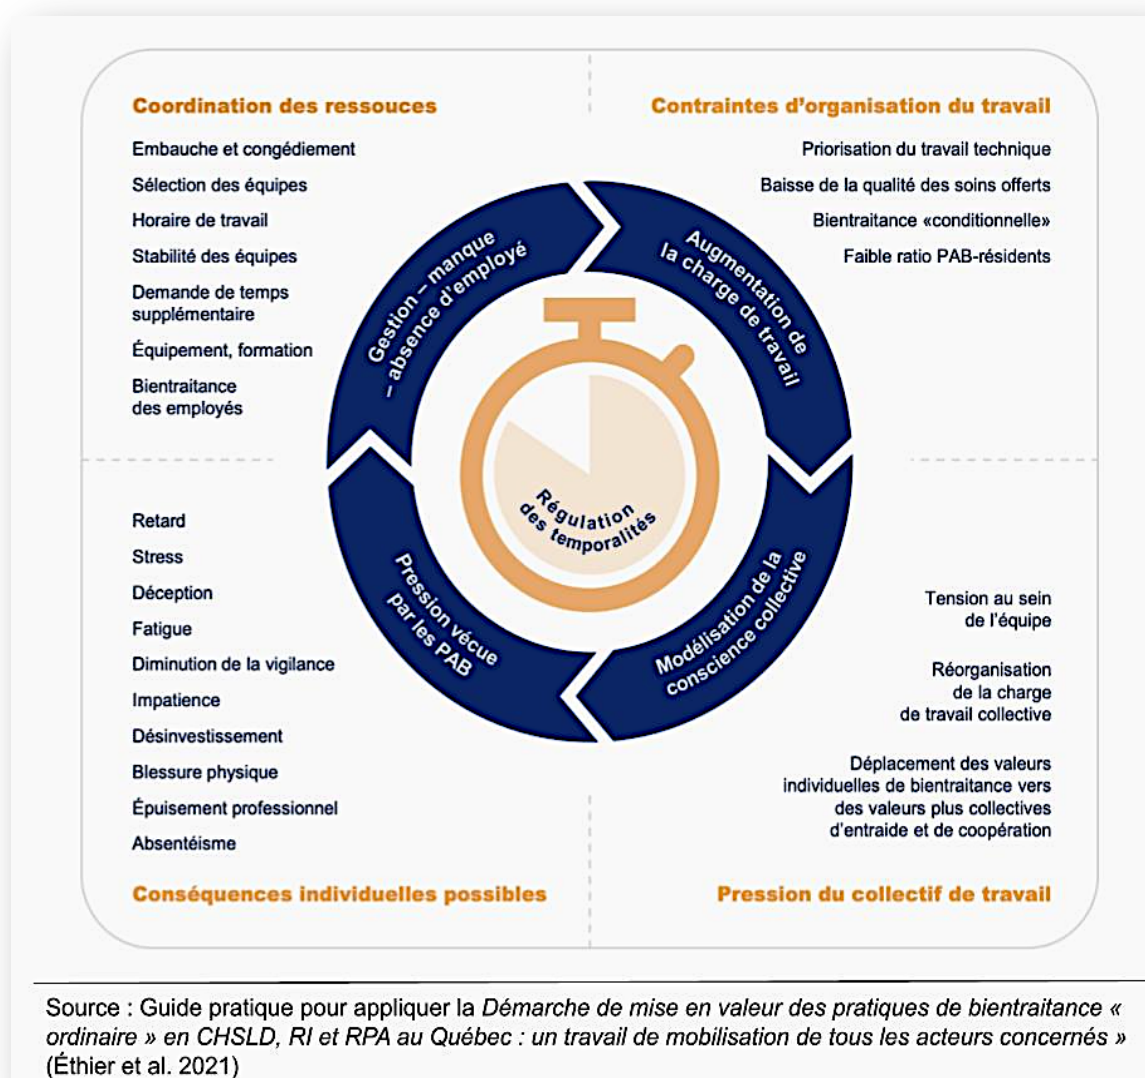 Coordination des ressouces
Embauche et congédiement
Sélection des équipes
Horaire de travail
Stabilité des équipes
Demande de temps
supplémentaire
Équipement, formation
Bientraitance
des employés
Contraintes d'organisation du travail
Priorisation du travail technique
Baisse de la qualité des soins offerts
Bientraitance «conditionnelle»
Faible ratio PAB-résidents
Gestion – manque
– absence d'employé
Augmentation de
la charge de travail
Régulation
des temporalités
Pression vécue
par les PAB
Modélisation de la
conscience collective
Retard
Stress
Déception
Fatigue
Diminution de la vigilance
Impatience
Désinvestissement
Blessure physique
Épuisement professionnel
Absentéisme
Conséquences individuelles possibles
Tension au sein
de l'équipe
Réorganisation
de la charge
de travail collective
Déplacement des valeurs
individuelles de bientraitance vers
des valeurs plus collectives
d'entraide et de coopération
Pression du collectif de travail
Source : Guide pratique pour appliquer la Démarche de mise en valeur des pratiques de bientraitance «
ordinaire » en CHSLD, RI et RPA au Québec : un travail de mobilisation de tous les acteurs concernés »
(Éthier et al. 2021)